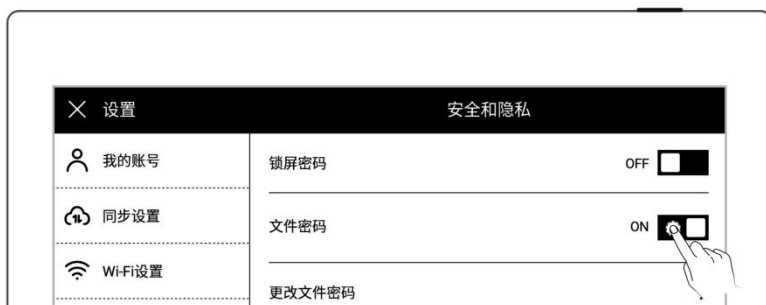 设置
安全和隐私
我的账号
锁屏密码 OFF
同步设置
文件密码 ON
Wi-Fi设置
更改文件密码